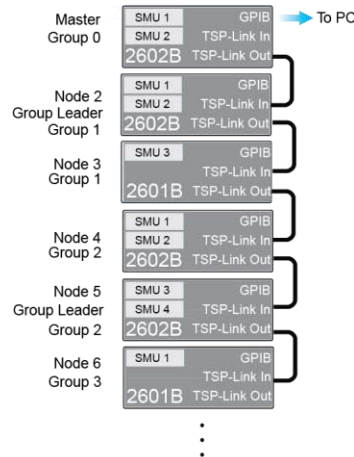 Master
Group 0
SMU 1 GPIB
SMU 2 TSP-Link In
2602B TSP-Link Out
To PC
Node 2
Group Leader
Group 1
SMU 1 GPIB
SMU 2 TSP-Link In
2602B TSP-Link Out
Node 3
Group 1
SMU 3 GPIB
TSP-Link In
2601B TSP-Link Out
Node 4
Group 2
SMU 1 GPIB
SMU 2 TSP-Link In
2602B TSP-Link Out
Node 5
Group Leader
Group 2
SMU 3 GPIB
SMU 4 TSP-Link In
2602B TSP-Link Out
Node 6
Group 3
SMU 1 GPIB
TSP-Link In
2601B TSP-Link Out